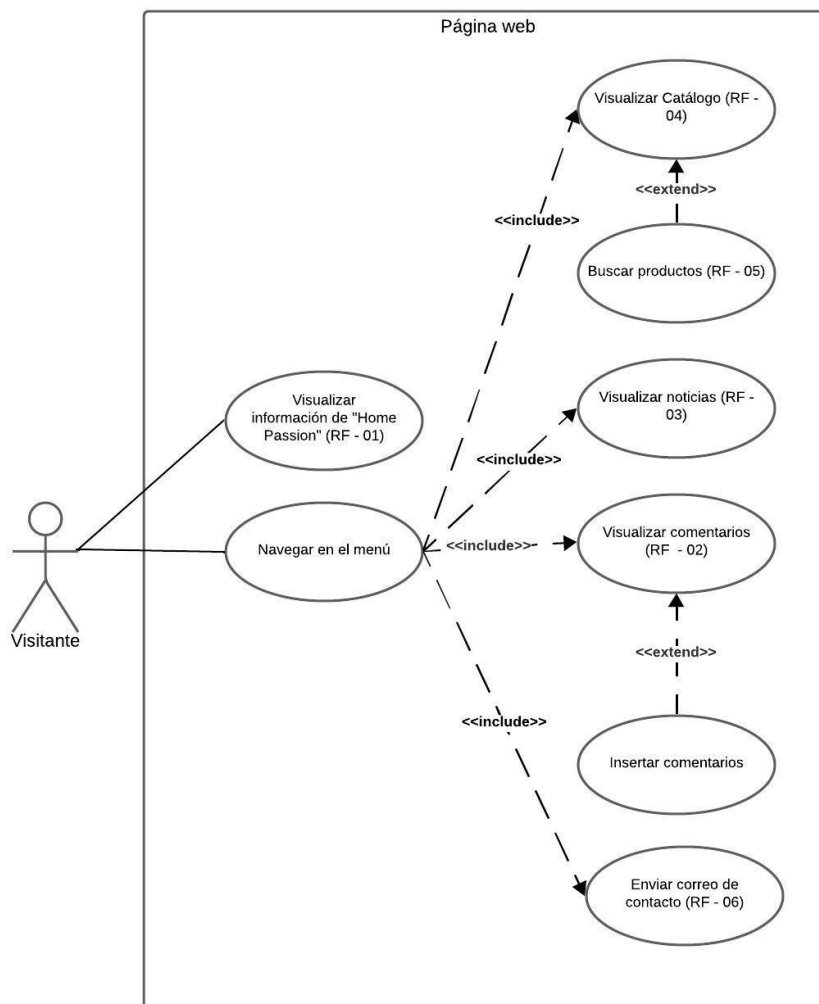 Página web
Visualizar Catálogo (RF -
04)
<<extend>>
<<include>>
Buscar productos (RF - 05)
Visualizar
información de "Home
Passion" (RF - 01)
Visualizar noticias (RF -
03)
<<include>>
Navegar en el menú
<<include>>
Visualizar comentarios
(RF - 02)
Visitante
<<extend>>
<<include>>
Insertar comentarios
Enviar correo de
contacto (RF - 06)